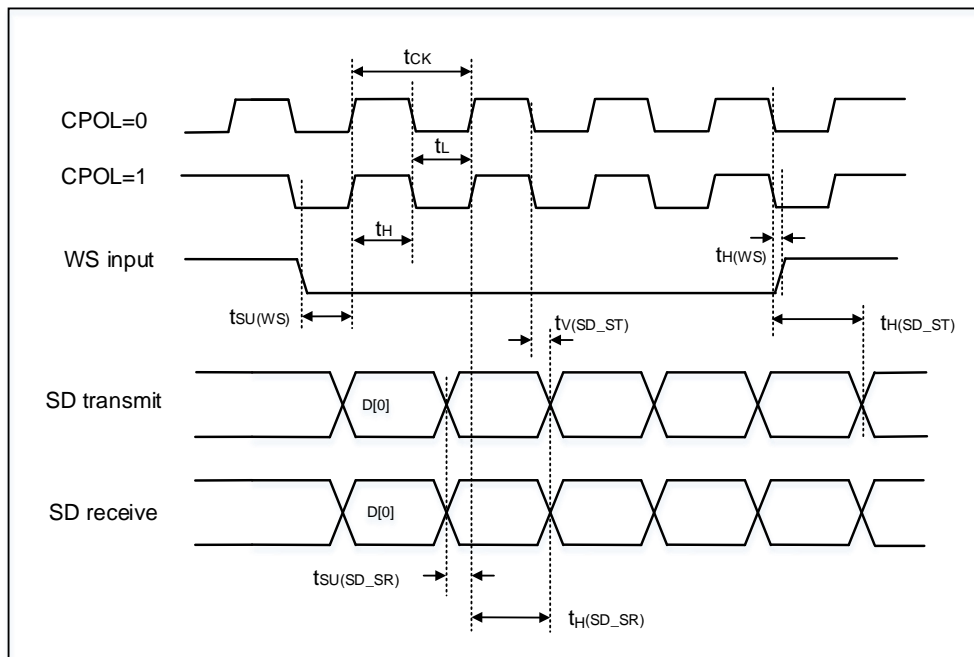 tCK
CPOL=0
tL
CPOL=1
tH
tH(WS)
WS input
tSU(WS)
tV(SD_ST)
tH(SD_ST)
SD transmit
D[0]
SD receive
D[0]
tSU(SD_SR)
tH(SD_SR)